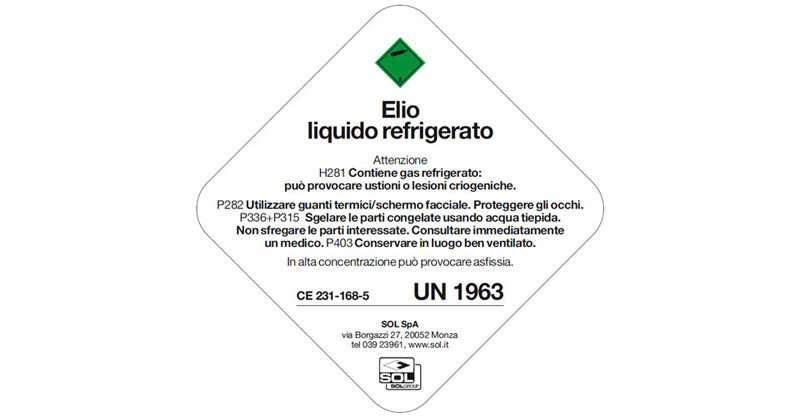 2
Elio
liquido refrigerato
Attenzione
H281 Contiene gas refrigerato:
può provocare ustioni o lesioni criogeniche.
P282 Utilizzare guanti termici/schermo facciale. Proteggere gli occhi.
P336+P315 Sgelare le parti congelate usando acqua tiepida.
Non sfregare le parti interessate. Consultare immediatamente
un medico. P403 Conservare in luogo ben ventilato.
In alta concentrazione può provocare asfissia.
CE 231-168-5 UN 1963
SOL SpA
via Borgazzi 27, 20052 Monza
tel 039 23961, www.sol.it
SOL
SOLGROUP